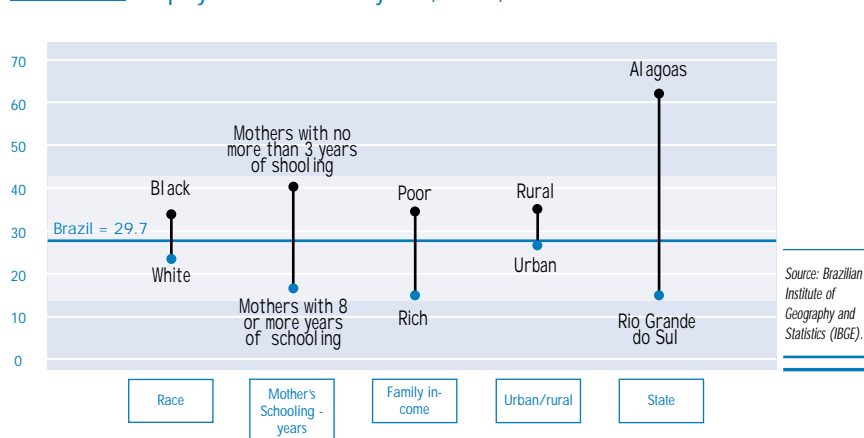 70
60
50
40
30
20
10
0
Alagoas
Mothers with no
more than 3 years
of shooling
Black
Poor
Rural
Brazil = 29.7
White
Urban
Mothers with 8
or more years
of schooling
Rich
Rio Grande
do Sul
Source: Brazilian
Institute of
Geography and
Statistics (IBGE).
Race
Mother's
Schooling -
years
Family in-
come
Urban/rural
State